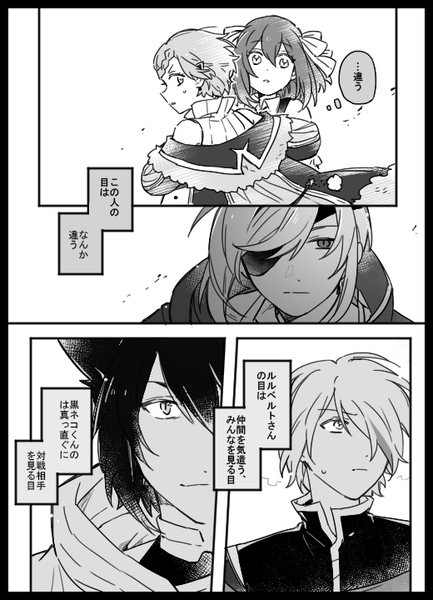 …違う
この人の
目は
なんか
違う
ルルベルトさん
の目は
仲間を気遣う、
みんなを見る目
黒ネコくんの
は真っ直ぐに
対戦相手
を見る目